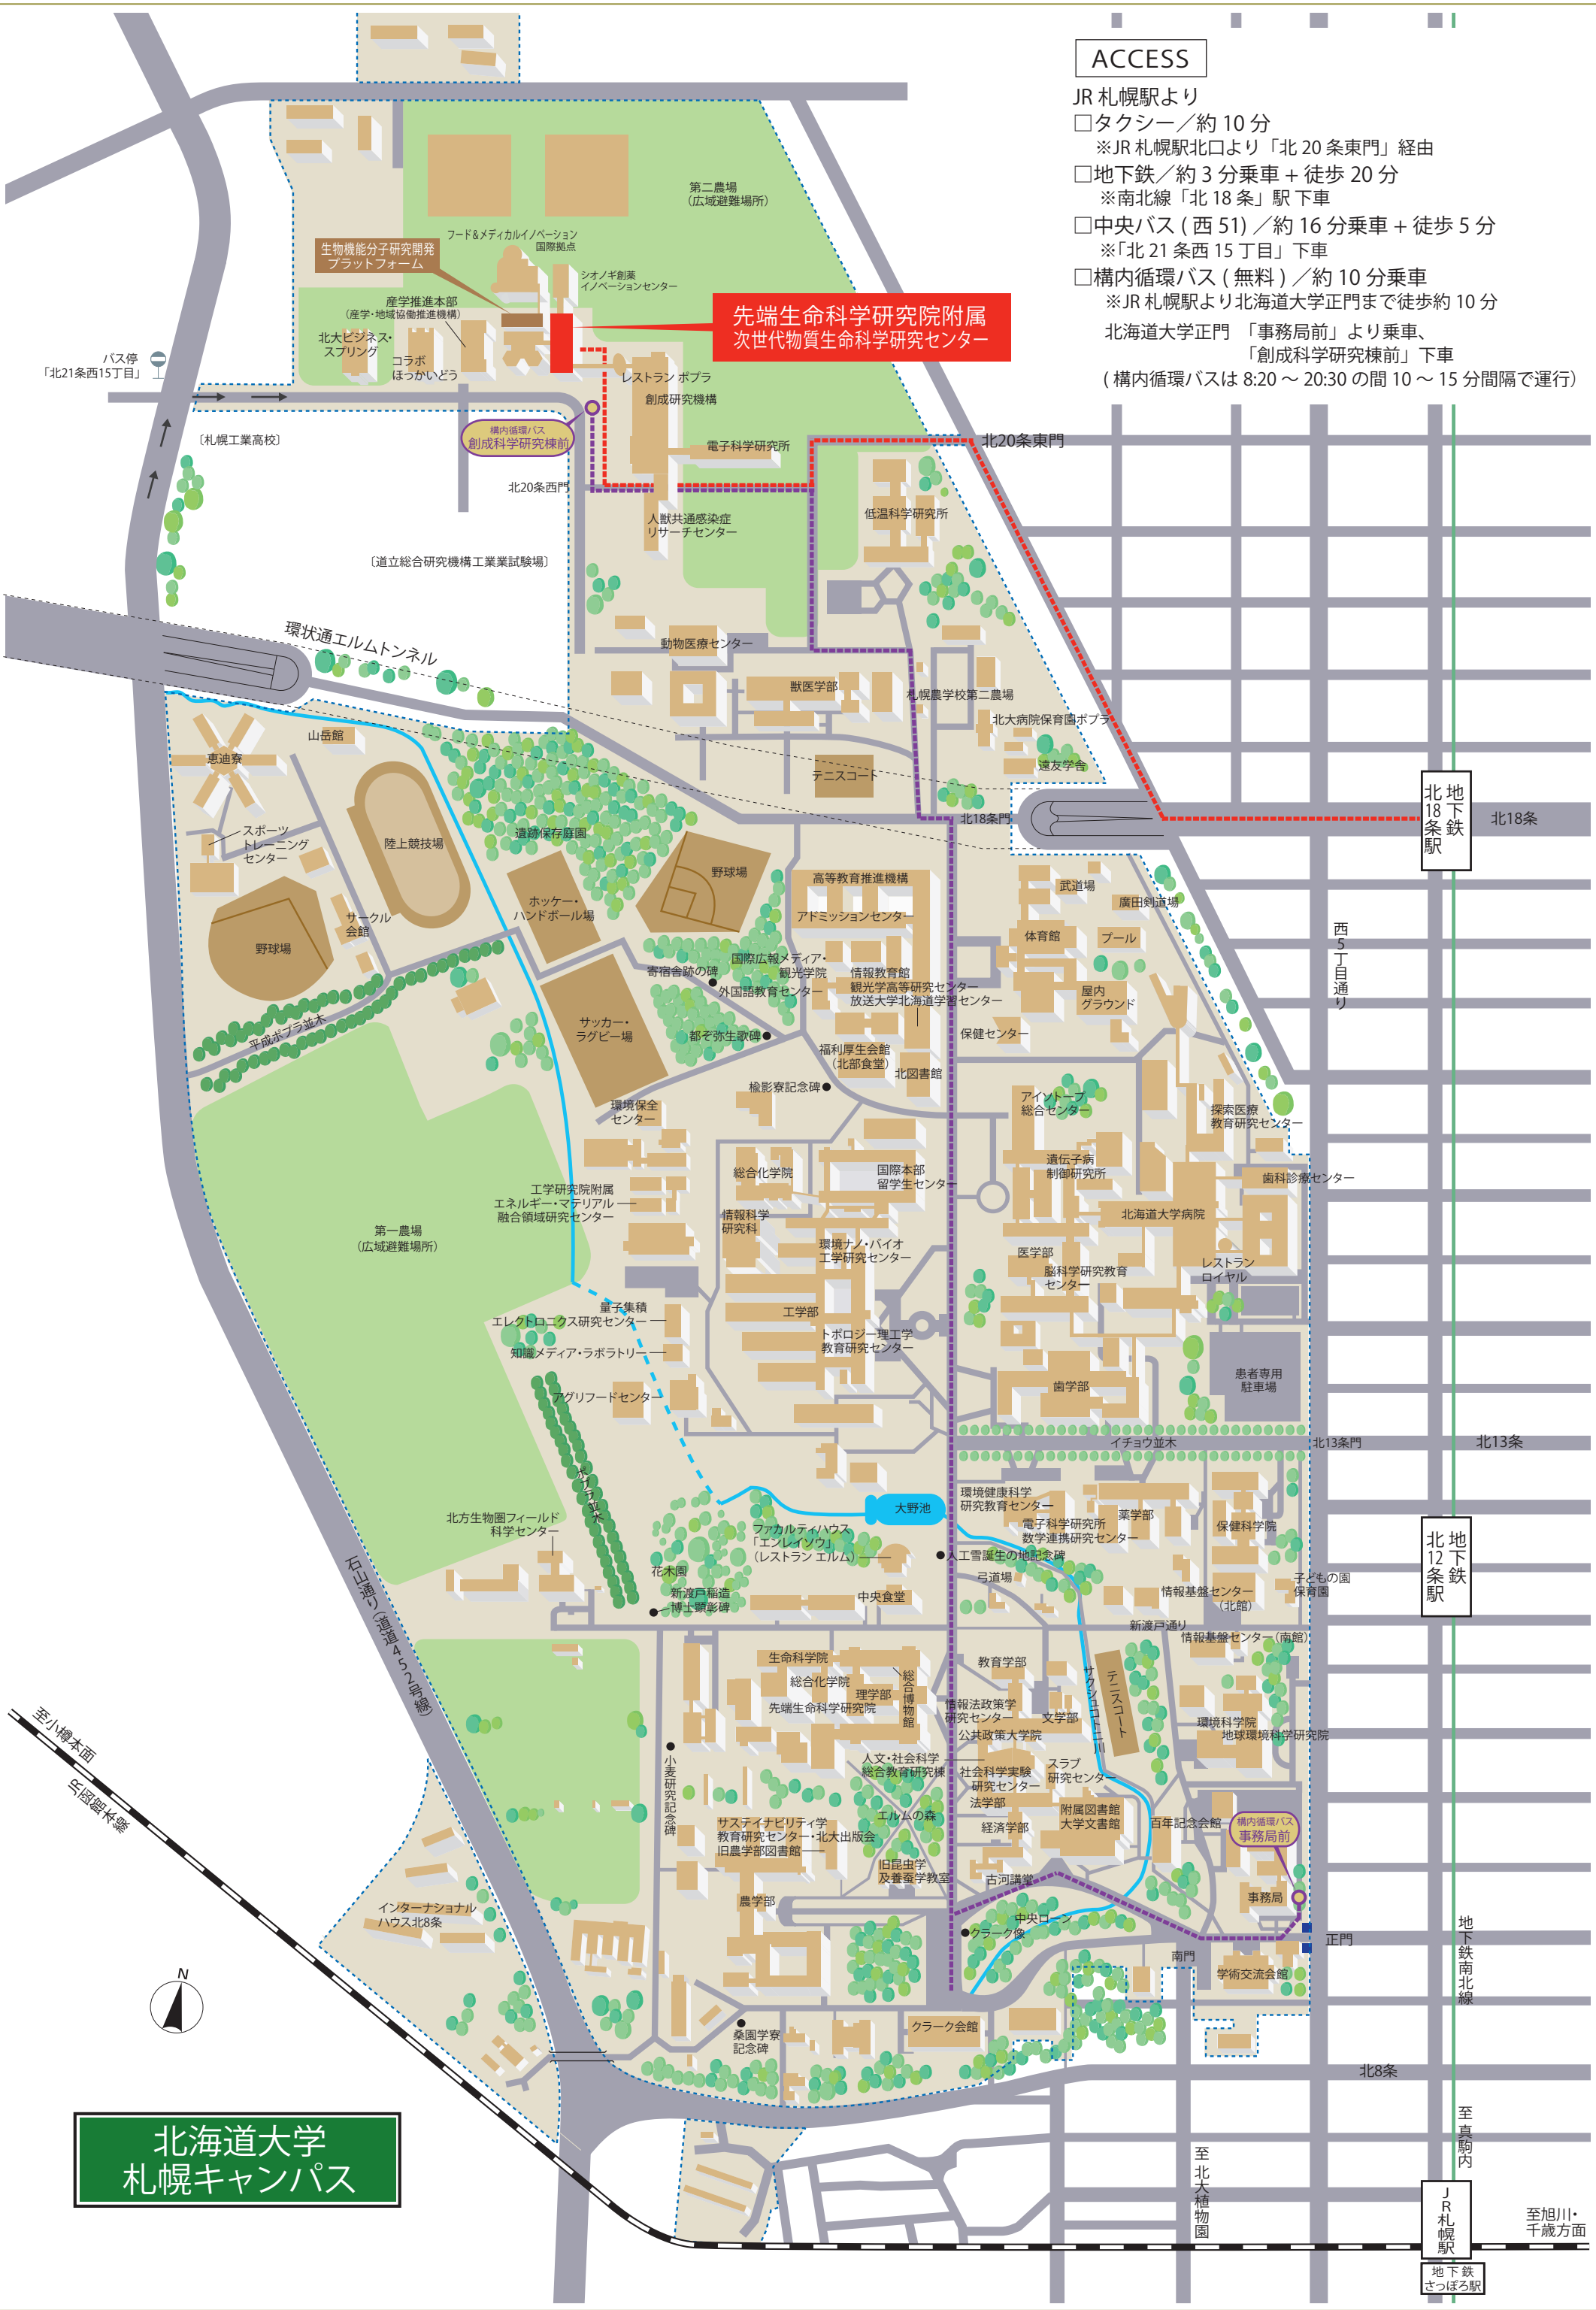 ACCESS
JR 札幌駅より
□タクシー／約 10 分
※JR 札幌駅北口より「北 20 条東門」経由
□地下鉄／約 3 分乗車 + 徒歩 20 分
※南北線「北 18 条」駅 下車
□中央バス ( 西 51) ／約 16 分乗車 + 徒歩 5 分
※「北 21 条西 15 丁目」下車
□構内循環バス ( 無料 ) ／約 10 分乗車
※JR 札幌駅より北海道大学正門まで徒歩約 10 分
北海道大学正門 「事務局前」より乗車、
「創成科学研究棟前」下車
( 構内循環バスは 8:20 ～ 20:30 の間 10 ～ 15 分間隔で運行)
第二農場
（広域避難場所）
フード＆メディカルイノベーション
国際拠点
生物機能分子研究開発
プラットフォーム
シオノギ創薬
イノベーションセンター
産学推進本部
（産学・地域協働推進機構）
先端生命科学研究院附属
次世代物質生命科学研究センター
北大ビジネス・
スプリング
コラボ
ほっかいどう
バス停
「北21条西15丁目」
レストラン ポプラ
創成研究機構
〔札幌工業高校〕
構内循環バス
創成科学研究棟前
電子科学研究所
北20条東門
北20条西門
人獣共通感染症
リサーチセンター
低温科学研究所
〔道立総合研究機構工業業試験場〕
環状通エルムトンネル
動物医療センター
獣医学部
札幌農学校第二農場
北大病院保育園ポプラ
遠友学舎
テニスコート
山岳館
恵迪寮
北18条門
地下鉄
北18条駅
北18条
スポーツ
トレーニング
センター
陸上競技場
遺跡保存庭園
野球場
ホッケー・
ハンドボール場
サークル
会館
野球場
高等教育推進機構
アドミッションセンター
武道場
廣田剣道場
体育館
プール
西5丁目通り
国際広報メディア・
観光学院
寄宿舎跡の碑
外国語教育センター
情報教育館
観光学高等研究センター
放送大学北海道学習センター
屋内
グラウンド
平成ポプラ並木
サッカー・
ラグビー場
都ぞ弥生歌碑
保健センター
福利厚生会館
（北部食堂）
北図書館
楡影寮記念碑
環境保全
センター
アイソトープ
総合センター
探索医療
教育研究センター
総合化学院
国際本部
留学生センター
遺伝子病
制御研究所
歯科診療センター
工学研究院附属
エネルギー・マテリアル
融合領域研究センター
情報科学
研究科
北海道大学病院
第一農場
（広域避難場所）
環境ナノ・バイオ
工学研究センター
医学部
脳科学研究教育
センター
レストラン
ロイヤル
量子集積
エレクトロニクス研究センター
工学部
トポロジー理工学
教育研究センター
知識メディア・ラボラトリー
患者専用
駐車場
アグリフードセンター
歯学部
イチョウ並木
北13条門
北13条
ポプラ並木
大野池
北方生物圏フィールド
科学センター
環境健康科学
研究教育センター
薬学部
電子科学研究所
数学連携研究センター
保健科学院
地下鉄
北12条駅
ファカルティハウス
「エンレイソウ」
（レストラン エルム）
人工雪誕生の地記念碑
花木園
弓道場
新渡戸稲造
博士顕彰碑
中央食堂
情報基盤センター
（北館）
子どもの園
保育園
石山通り（道道452号線）
新渡戸通り
情報基盤センター（南館）
生命科学院
総合化学院
理学部
先端生命科学研究院
総合博物館
教育学部
サクシュコトニ川
テニスコート
情報法政策学
研究センター
文学部
公共政策大学院
環境科学院
地球環境科学研究院
小麦研究記念碑
人文・社会科学
総合教育研究棟
社会科学実験
研究センター
スラブ
研究センター
法学部
エルムの森
附属図書館
大学文書館
経済学部
百年記念会館
構内循環バス
事務局前
サステイナビリティ学
教育研究センター・北大出版会
旧農学部図書館
旧昆虫学
及養蚕学教室
古河講堂
事務局
農学部
インターナショナル
ハウス北8条
中央ローン
クラーク像
正門
南門
学術交流会館
地下鉄南北線
至小樽本面
JR函館本線
N
桑園学寮
記念碑
クラーク会館
北8条
至 真駒内
至 北大植物園
JR札幌駅
至旭川・
千歳方面
地 下 鉄
さっぽろ駅
北海道大学
札幌キャンパス